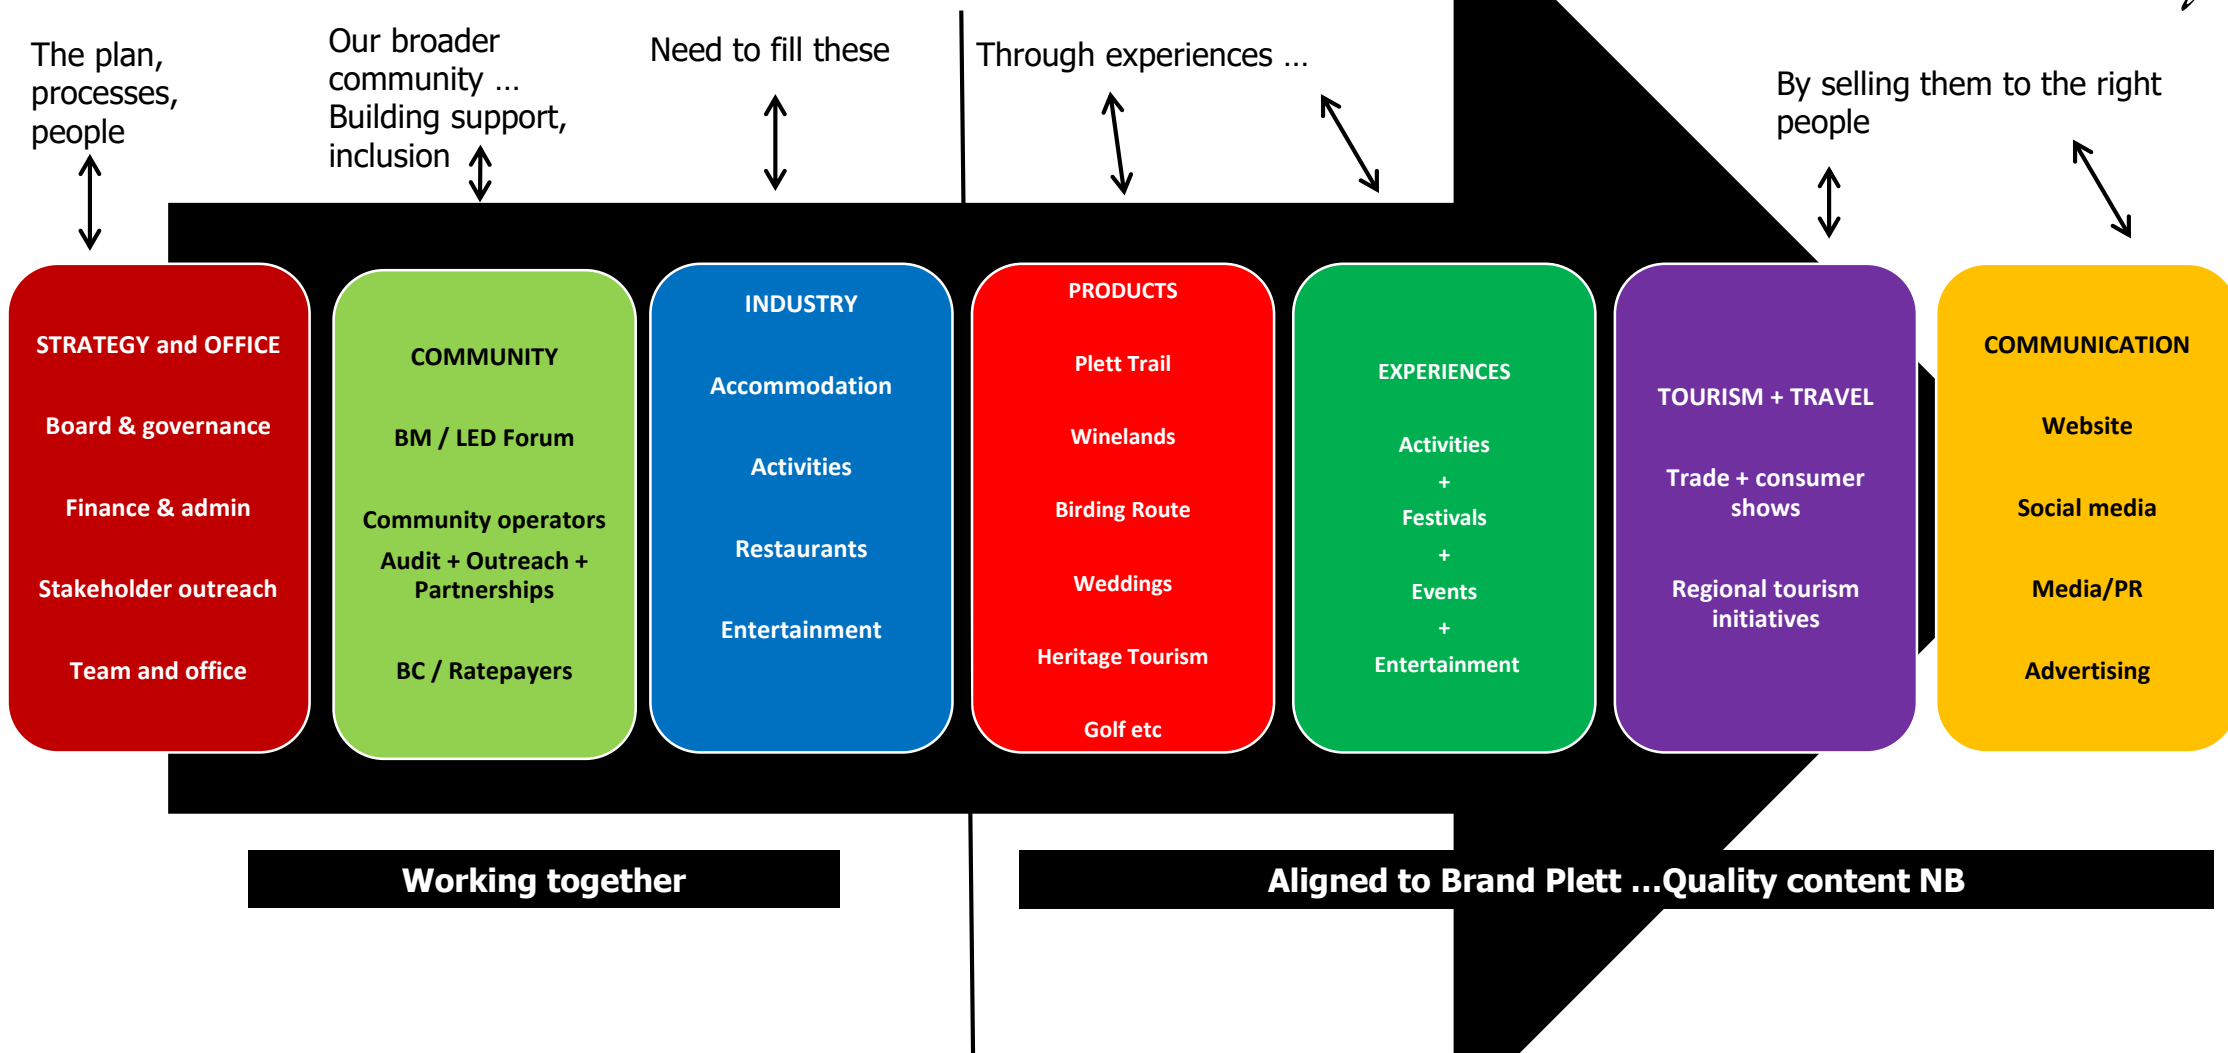 The plan,
processes,
people
Our broader
community ...
Building support,
inclusion
Need to fill these
Through experiences ...
By selling them to the right
people
STRATEGY and OFFICE
Board & governance
Finance & admin
Stakeholder outreach
Team and office
COMMUNITY
BM / LED Forum
Community operators
Audit + Outreach +
Partnerships
BC / Ratepayers
INDUSTRY
Accommodation
Activities
Restaurants
Entertainment
PRODUCTS
Plett Trail
Winelands
Birding Route
Weddings
Heritage Tourism
Golf etc
EXPERIENCES
Activities
+
Festivals
+
Events
+
Entertainment
TOURISM + TRAVEL
Trade + consumer
shows
Regional tourism
initiatives
COMMUNICATION
Website
Social media
Media/PR
Advertising
Working together
Aligned to Brand Plett ...Quality content NB